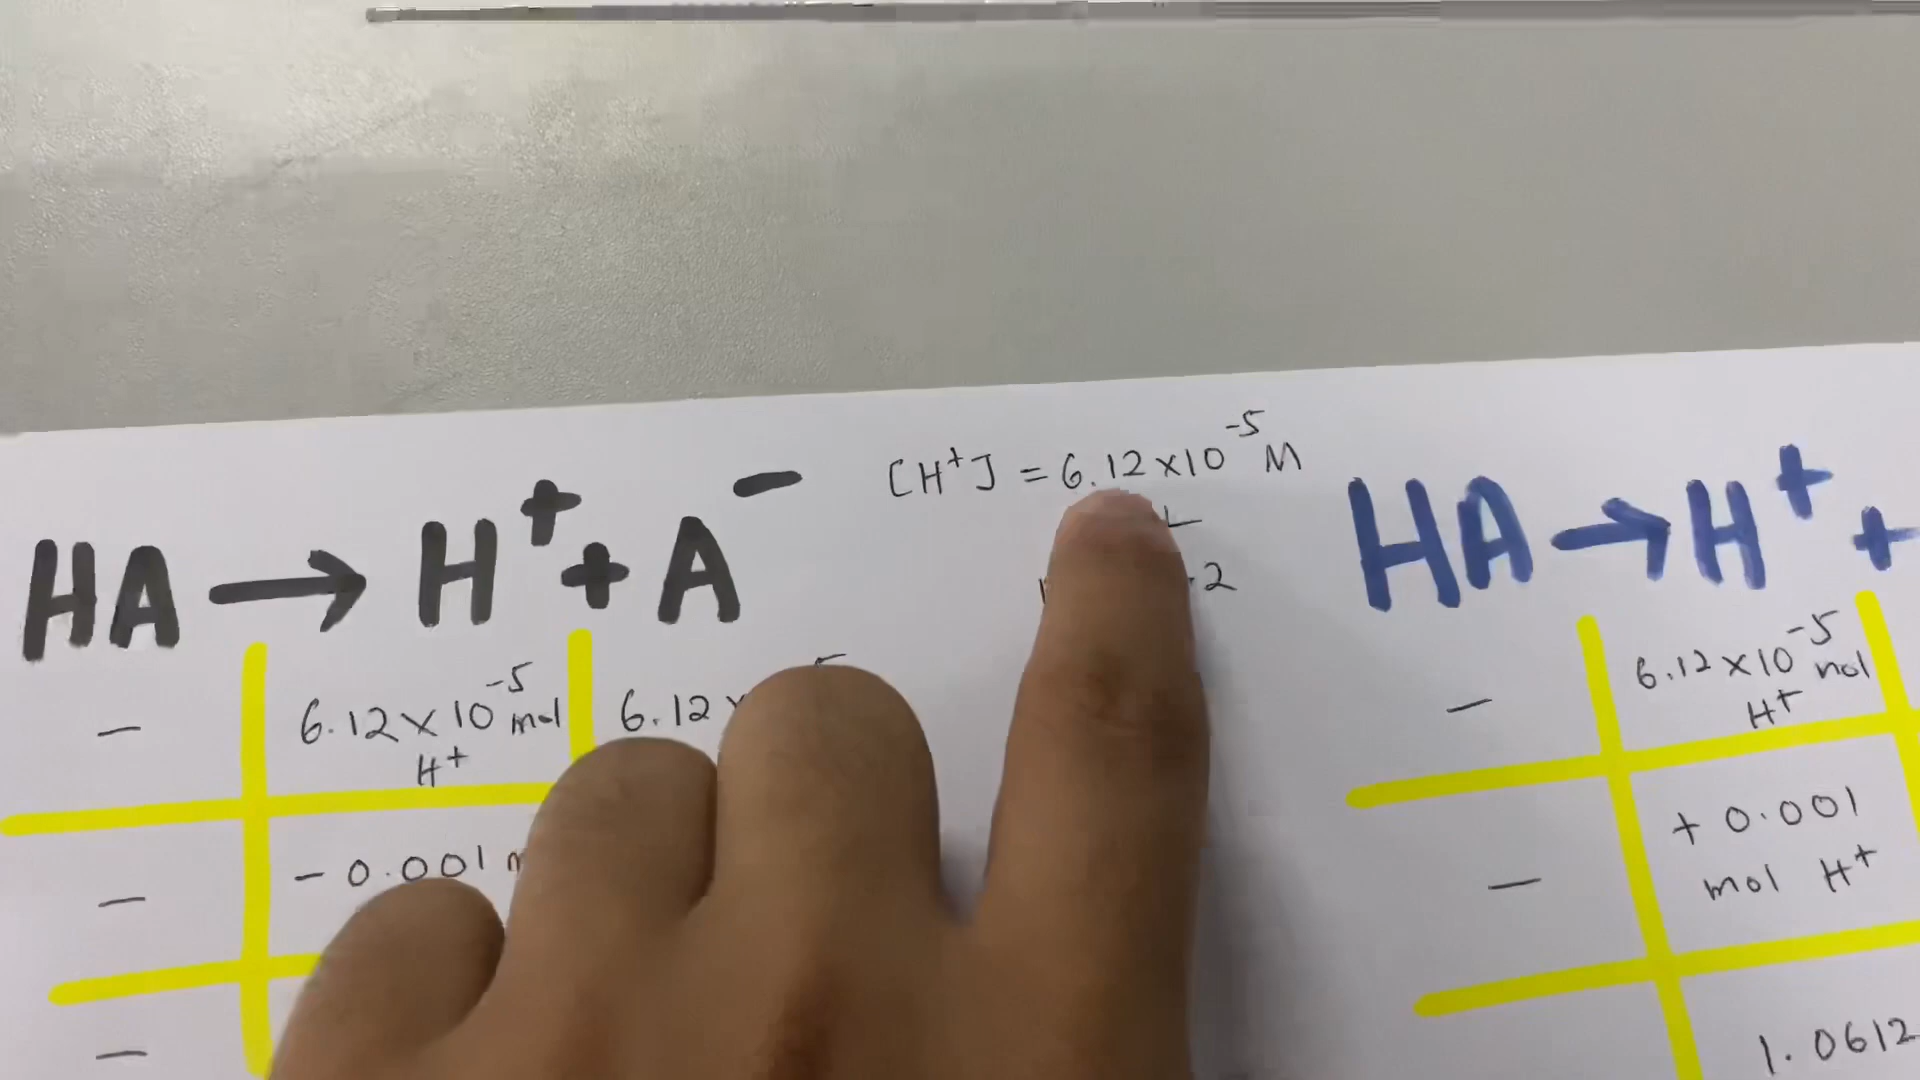 [H⁺] = 6.12 x 10⁻⁵ M
L
2
HA → H⁺ + A⁻
– 6.12 x 10⁻⁵ mol 6.12 x
H⁺
– – 0.001
–
HA → H⁺ +
– 6.12 x 10⁻⁵ mol
H⁺
– + 0.001
mol H⁺
1.0612